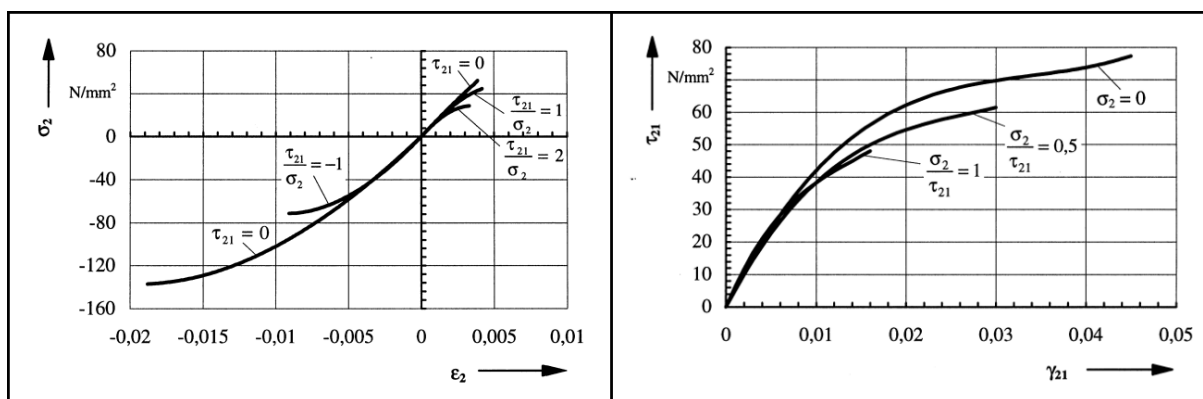 80
N/mm²
40
0
-40
-80
-120
-160
σ₂
τ₂₁ = 0
τ₂₁/σ₂ = 1
τ₂₁/σ₂ = 2
τ₂₁/σ₂ = −1
τ₂₁ = 0
-0,02 -0,015 -0,01 -0,005 0 0,005 0,01
ε₂
80
N/mm²
60
50
40
30
20
10
0
τ₂₁
σ₂ = 0
σ₂/τ₂₁ = 0,5
σ₂/τ₂₁ = 1
0 0,01 0,02 0,03 0,04 0,05
γ₂₁